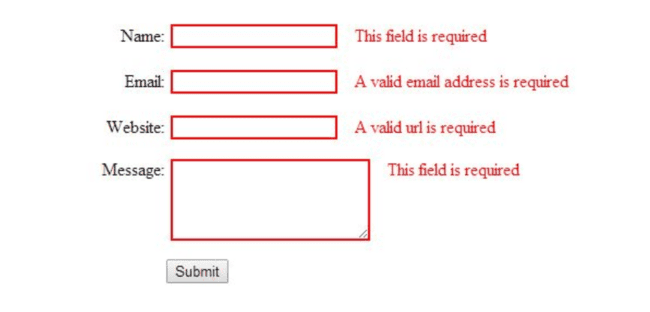 Name: This field is required
Email: A valid email address is required
Website: A valid url is required
Message: This field is required
Submit